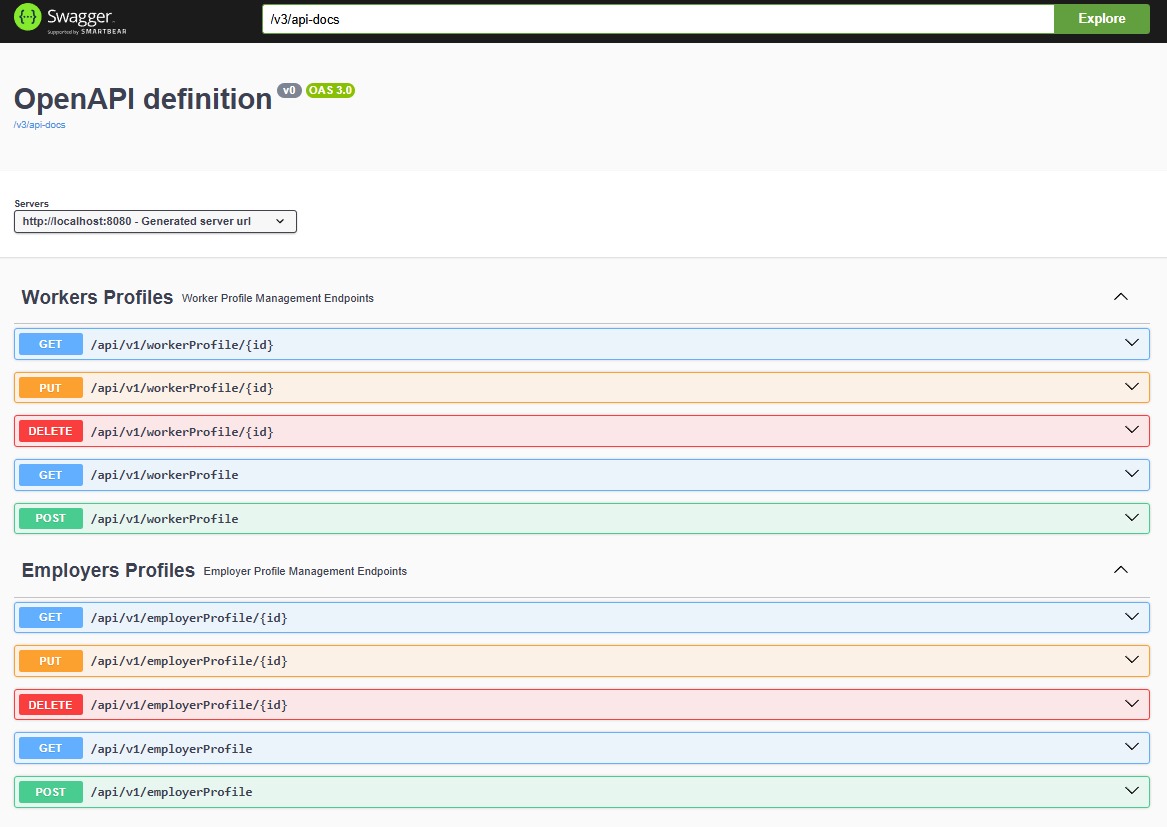 Swagger
Supported by SMARTBEAR
/v3/api-docs
Explore
OpenAPI definition v0 OAS 3.0
/v3/api-docs
Servers
http://localhost:8080 - Generated server url
Workers Profiles Worker Profile Management Endpoints
GET /api/v1/workerProfile/{id}
PUT /api/v1/workerProfile/{id}
DELETE /api/v1/workerProfile/{id}
GET /api/v1/workerProfile
POST /api/v1/workerProfile
Employers Profiles Employer Profile Management Endpoints
GET /api/v1/employerProfile/{id}
PUT /api/v1/employerProfile/{id}
DELETE /api/v1/employerProfile/{id}
GET /api/v1/employerProfile
POST /api/v1/employerProfile